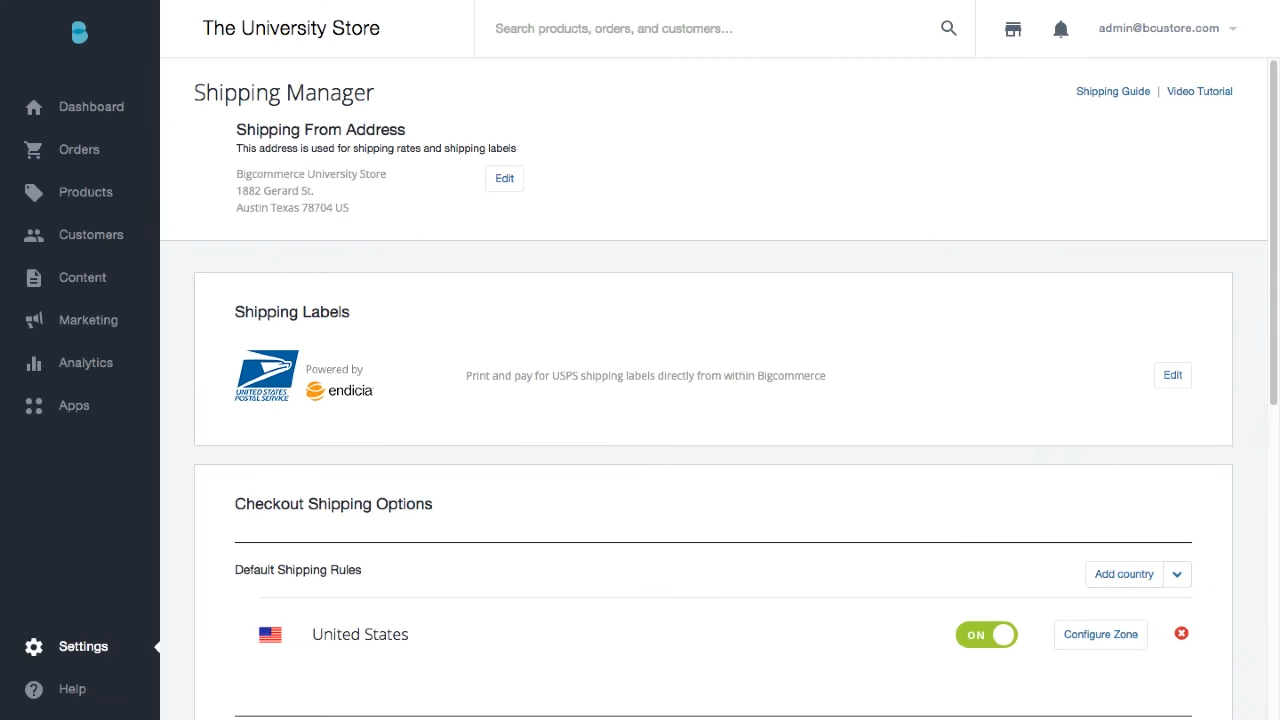 The University Store
Search products, orders, and customers...
admin@bcustore.com
Dashboard
Orders
Products
Customers
Content
Marketing
Analytics
Apps
Settings
Help
Shipping Manager
Shipping Guide | Video Tutorial
Shipping From Address
This address is used for shipping rates and shipping labels
Bigcommerce University Store
1882 Gerard St.
Austin Texas 78704 US
Edit
Shipping Labels
UNITED STATES
POSTAL SERVICE
Powered by
endicia
Print and pay for USPS shipping labels directly from within Bigcommerce
Edit
Checkout Shipping Options
Default Shipping Rules
Add country
United States
ON
Configure Zone